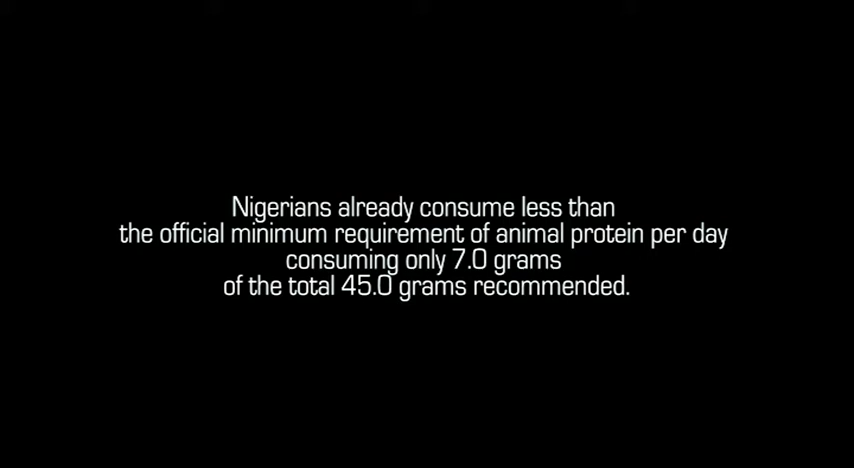 Nigerians already consume less than
the official minimum requirement of animal protein per day
consuming only 7.0 grams
of the total 45.0 grams recommended.